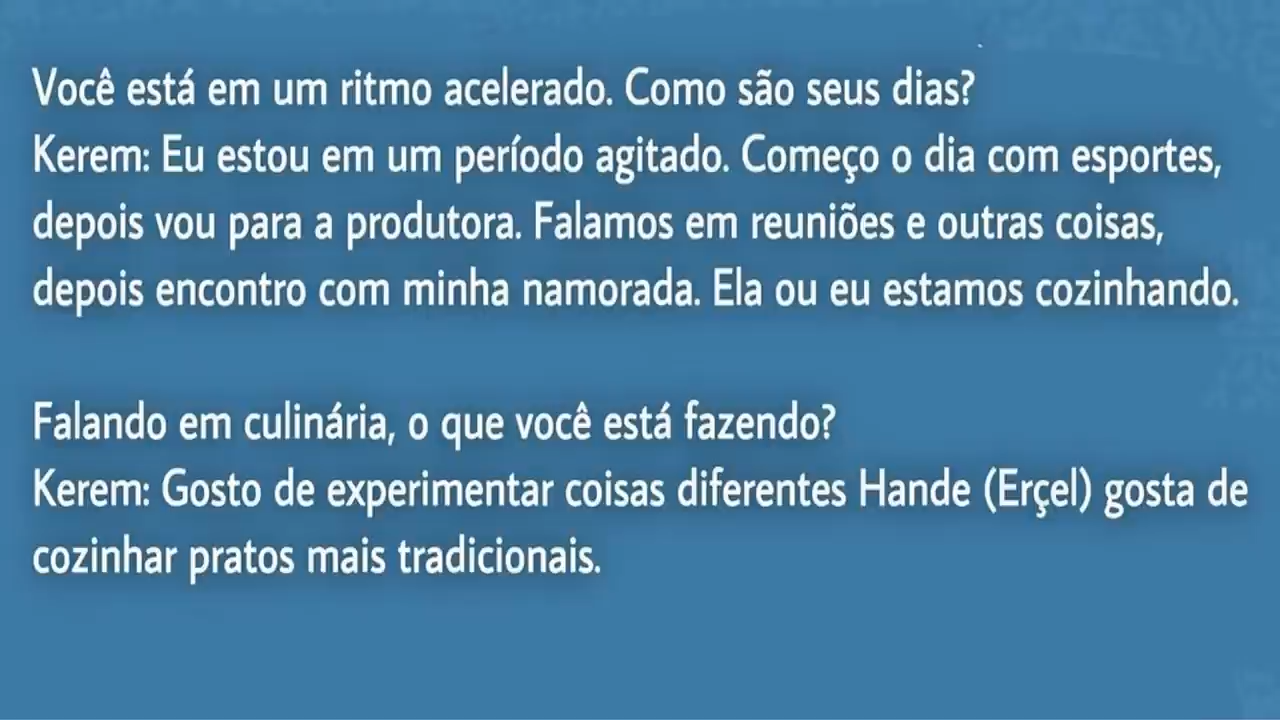 Você está em um ritmo acelerado. Como são seus dias?
Kerem: Eu estou em um período agitado. Começo o dia com esportes,
depois vou para a produtora. Falamos em reuniões e outras coisas,
depois encontro com minha namorada. Ela ou eu estamos cozinhando.
Falando em culinária, o que você está fazendo?
Kerem: Gosto de experimentar coisas diferentes Hande (Erçel) gosta de
cozinhar pratos mais tradicionais.